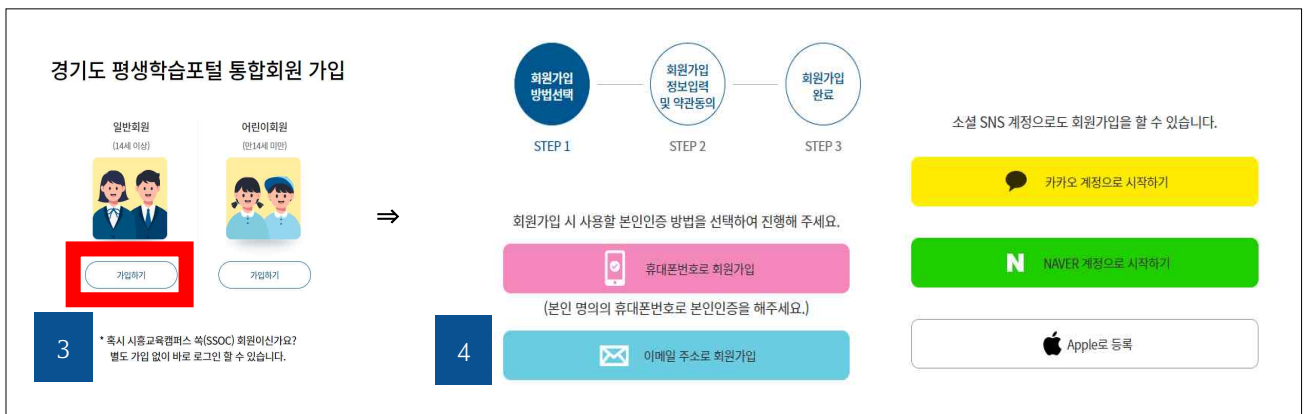 경기도 평생학습포털 통합회원 가입
일반회원
(14세 이상)
가입하기
어린이회원
(만14세 미만)
가입하기
3
* 혹시 시흥교육캠퍼스 쏙(SSOC) 회원이신가요?
별도 가입 없이 바로 로그인 할 수 있습니다.
⇒
회원가입
방법선택
STEP 1
회원가입
정보입력
및 약관동의
STEP 2
회원가입
완료
STEP 3
회원가입 시 사용할 본인인증 방법을 선택하여 진행해 주세요.
휴대폰번호로 회원가입
(본인 명의의 휴대폰번호로 본인인증을 해주세요.)
4
이메일 주소로 회원가입
소셜 SNS 계정으로도 회원가입을 할 수 있습니다.
카카오 계정으로 시작하기
N NAVER 계정으로 시작하기
Apple로 등록